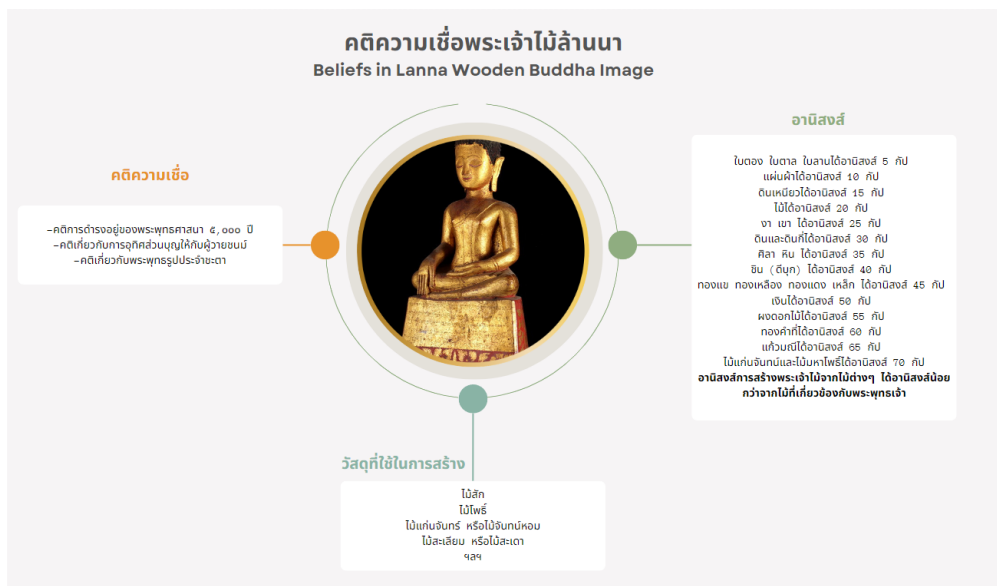 คติความเชื่อพระเจ้าไม้ล้านนา
Beliefs in Lanna Wooden Buddha Image
คติความเชื่อ
-คติการดำรงอยู่ของพระพุทธศาสนา ๕,๐๐๐ ปี
-คติเกี่ยวกับการอุทิศส่วนบุญให้กับผู้วายชนม์
-คติเกี่ยวกับพระพุทธรูปประจำชะตา
อานิสงส์
ใบตอง ใบตาล ใบลานได้อานิสงส์ 5 กัป
แผ่นผ้าได้อานิสงส์ 10 กัป
ดินเหนียวได้อานิสงส์ 15 กัป
ไม้ได้อานิสงส์ 20 กัป
งา เขา ได้อานิสงส์ 25 กัป
ดินและดินกี่ได้อานิสงส์ 30 กัป
ศิลา หิน ได้อานิสงส์ 35 กัป
ชิน (ดีบุก) ได้อานิสงส์ 40 กัป
ทองแข ทองเหลือง ทองแดง เหล็ก ได้อานิสงส์ 45 กัป
เงินได้อานิสงส์ 50 กัป
ผงดอกไม้ได้อานิสงส์ 55 กัป
ทองคำที่ได้อานิสงส์ 60 กัป
แก้วมณีได้อานิสงส์ 65 กัป
ไม้แก่นจันทน์และไม้มหาโพธิ์ได้อานิสงส์ 70 กัป
อานิสงส์การสร้างพระเจ้าไม้จากไม้ต่างๆ ได้อานิสงส์น้อย
กว่าจากไม้ที่เกี่ยวข้องกับพระพุทธเจ้า
วัสดุที่ใช้ในการสร้าง
ไม้สัก
ไม้โพธิ์
ไม้แก่นจันทร์ หรือไม้จันทน์หอม
ไม้สะเลียม หรือไม้สะเดา
ฯลฯ